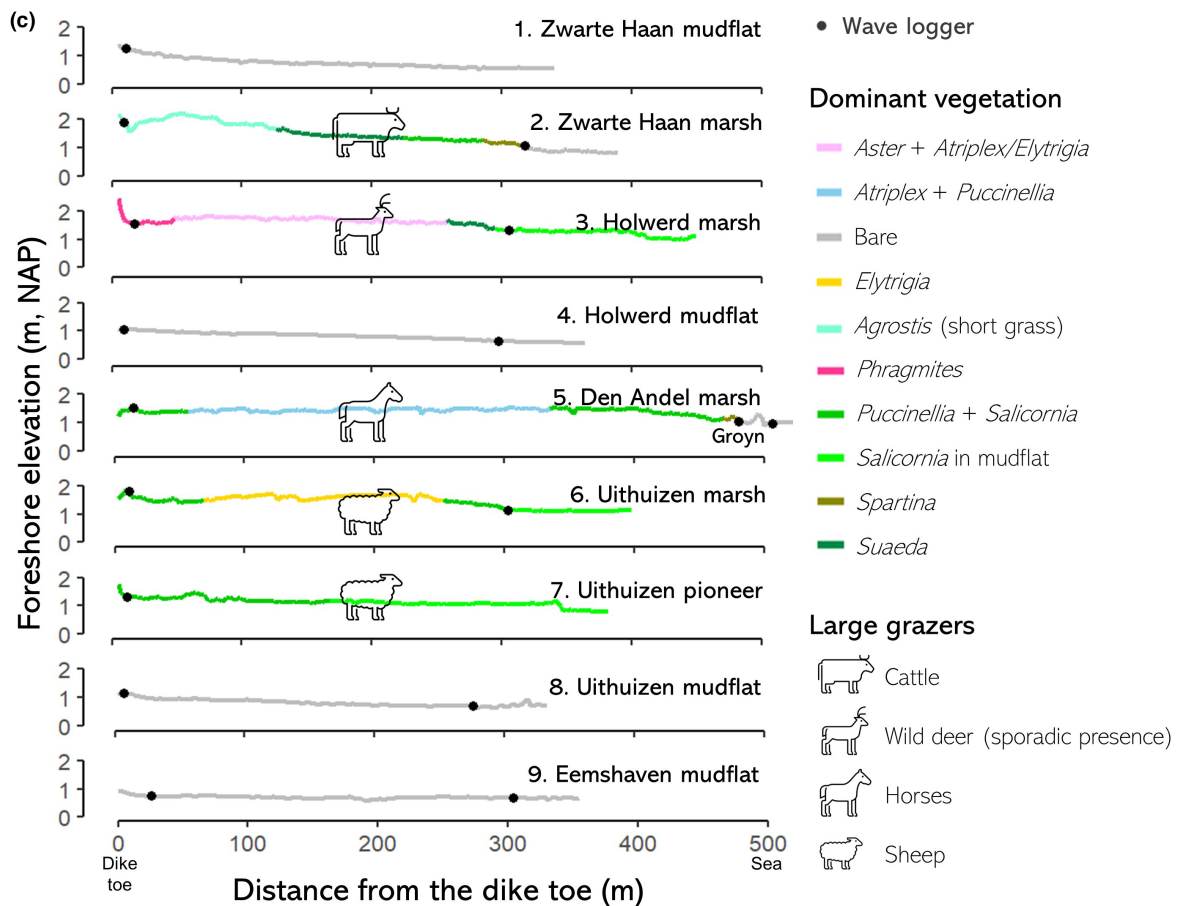 (c)
Foreshore elevation (m, NAP)
2
1
0
1. Zwarte Haan mudflat
2
1
0
2. Zwarte Haan marsh
2
1
0
3. Holwerd marsh
2
1
0
4. Holwerd mudflat
2
1
0
5. Den Andel marsh
Groyn
2
1
0
6. Uithuizen marsh
2
1
0
7. Uithuizen pioneer
2
1
0
8. Uithuizen mudflat
2
1
0
9. Eemshaven mudflat
0 100 200 300 400 500
Dike
toe
Sea
Distance from the dike toe (m)
Wave logger
Dominant vegetation
Aster + Atriplex/Elytrigia
Atriplex + Puccinellia
Bare
Elytrigia
Agrostis (short grass)
Phragmites
Puccinellia + Salicornia
Salicornia in mudflat
Spartina
Suaeda
Large grazers
Cattle
Wild deer (sporadic presence)
Horses
Sheep